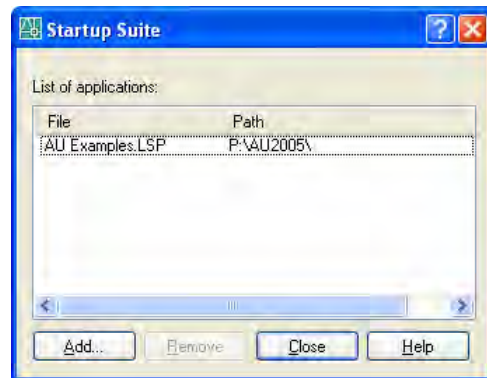 Startup Suite
List of applications:
File Path
AU Examples.LSP P:\AU2005\
Add... Remove Close Help